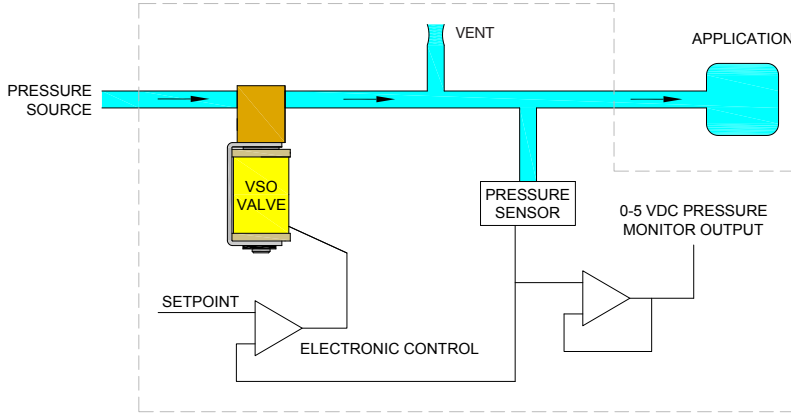 VENT
APPLICATION
PRESSURE
SOURCE
VSO
VALVE
PRESSURE
SENSOR
0-5 VDC PRESSURE
MONITOR OUTPUT
SETPOINT
ELECTRONIC CONTROL